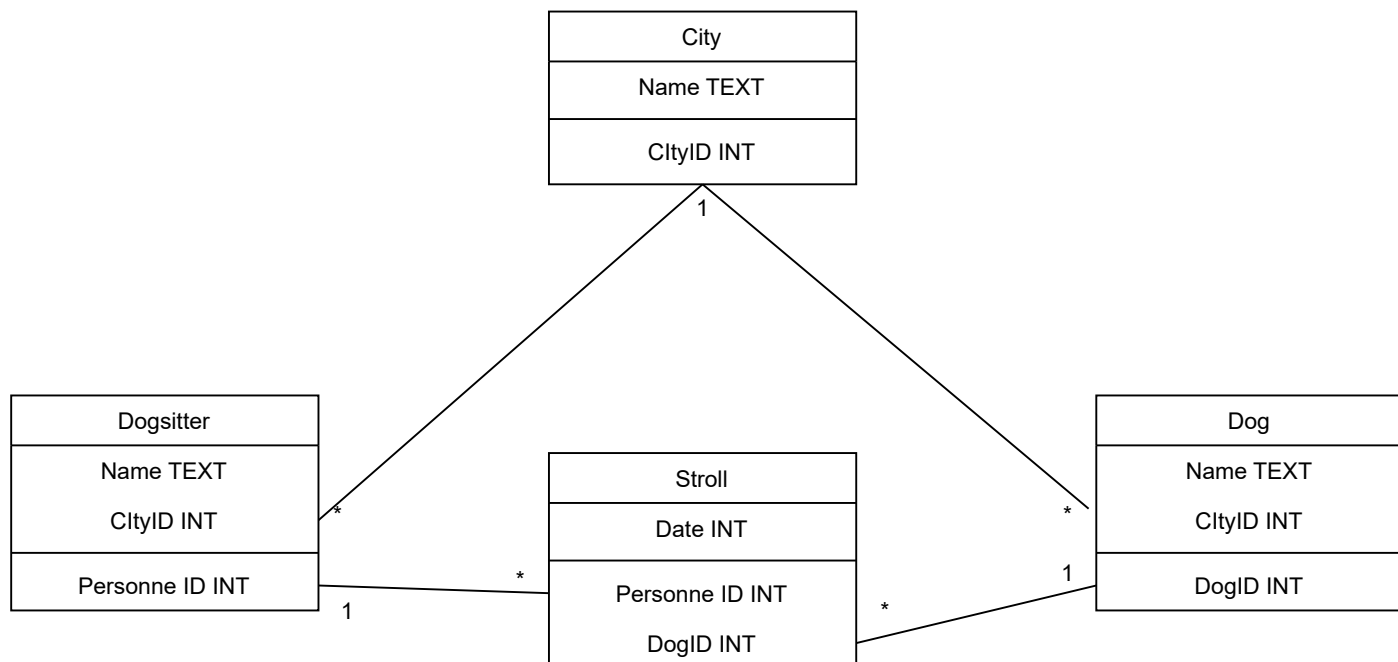 City
Name TEXT
CItyID INT
1
Dogsitter
Name TEXT
CItyID INT
Personne ID INT
*
1
*
Stroll
Date INT
Personne ID INT
DogID INT
*
1
*
Dog
Name TEXT
CItyID INT
DogID INT